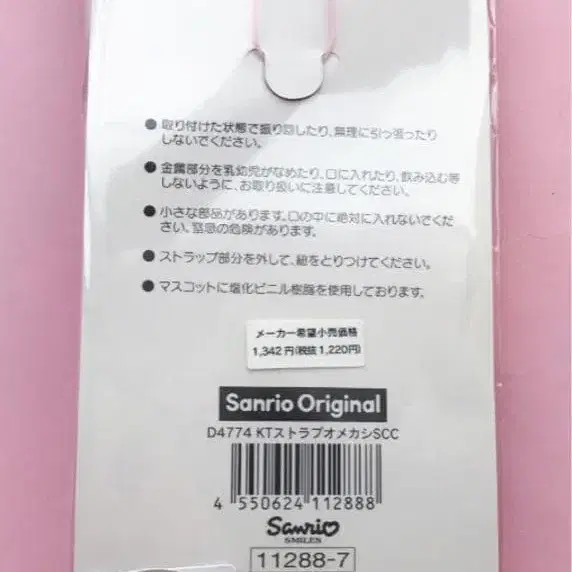 ● 取り付けた状態で振り回したり、無理に引っ張ったり
しないでください。
● 金属部分を乳幼児がなめたり、口に入れたり、飲み込む等
しないように、お取り扱いに注意してください。
● 小さな部品があります。口の中に絶対に入れないでくだ
さい。窒息の危険があります。
● ストラップ部分を外して、紐をとりつけてください。
● マスコットに塩化ビニル樹脂を使用しております。
メーカー希望小売価格
1,342円(税抜1,220円)
Sanrio Original
D4774 KTストラプオメカシSCC
4 550624 112888
Sanrio
SMILES
11288-7